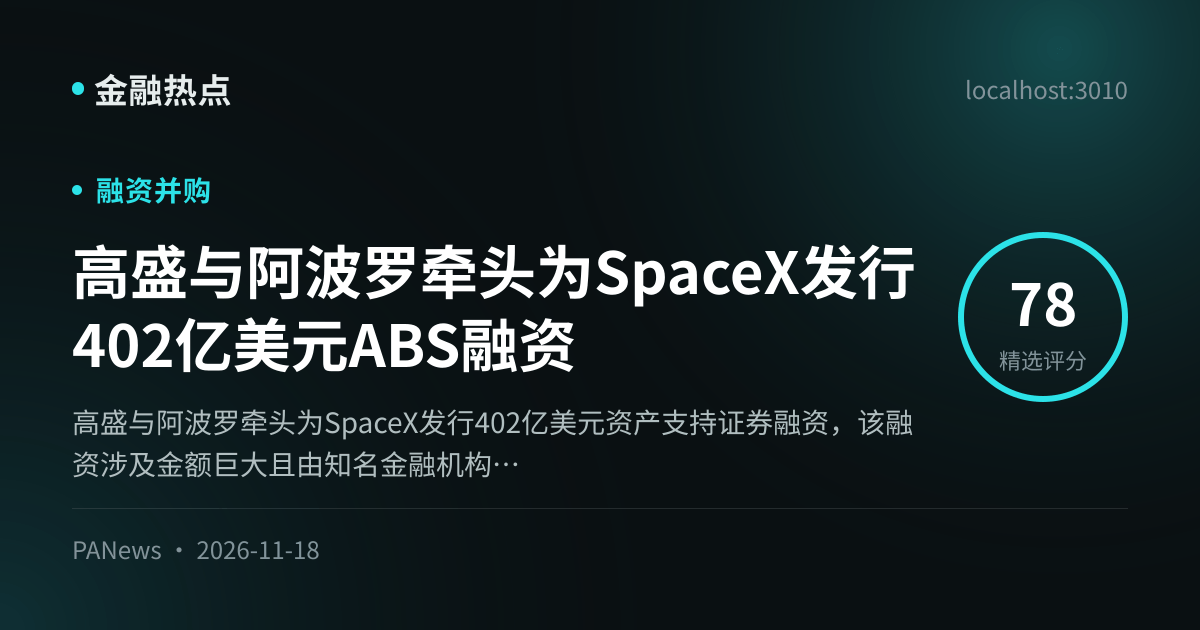 金融热点
localhost:3010
融资并购
高盛与阿波罗牵头为SpaceX发行
402亿美元ABS融资
78
精选评分
高盛与阿波罗牵头为SpaceX发行402亿美元资产支持证券融资，该融
资涉及金额巨大且由知名金融机构…
PANews • 2026-11-18